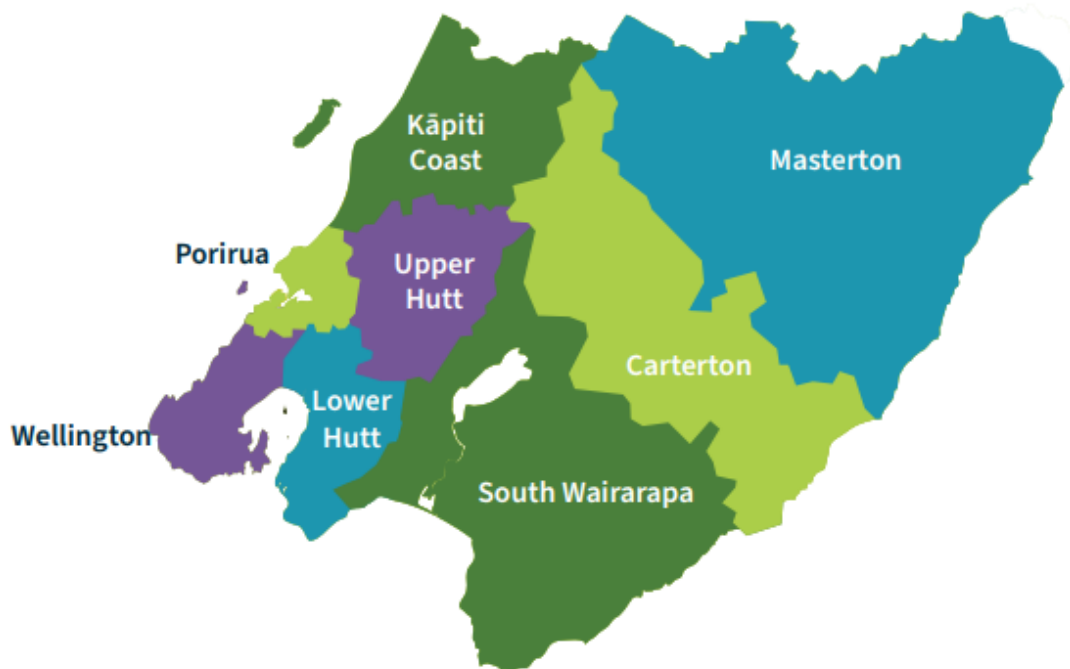 Kāpiti
Coast
Masterton
Porirua
Upper
Hutt
Carterton
Lower
Hutt
Wellington
South Wairarapa